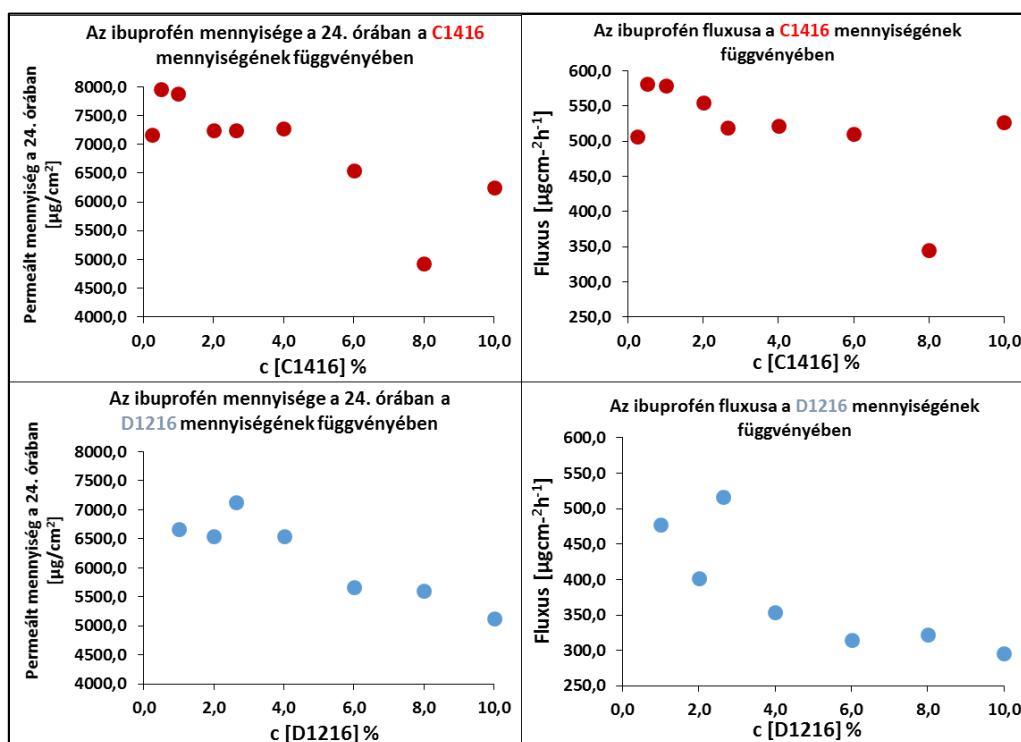 Az ibuprofén mennyisége a 24. órában a C1416
mennyiségének függvényében
Permeált mennyiség a 24. órában
[µg/cm²]
8000,0
7500,0
7000,0
6500,0
6000,0
5500,0
5000,0
4500,0
4000,0
0,0 2,0 4,0 6,0 8,0 10,0
c [C1416] %
Az ibuprofén fluxusa a C1416 mennyiségének
függvényében
Fluxus [µgcm-²h-¹]
600,0
550,0
500,0
450,0
400,0
350,0
300,0
250,0
0,0 2,0 4,0 6,0 8,0 10,0
c [C1416] %
Az ibuprofén mennyisége a 24. órában a
D1216 mennyiségének függvényében
Permeált mennyiség a 24. órában
[µg/cm²]
8000,0
7500,0
7000,0
6500,0
6000,0
5500,0
5000,0
4500,0
4000,0
0,0 2,0 4,0 6,0 8,0 10,0
c [D1216] %
Az ibuprofén fluxusa a D1216 mennyiségének
függvényében
Fluxus [µgcm-²h-¹]
600,0
550,0
500,0
450,0
400,0
350,0
300,0
250,0
0,0 2,0 4,0 6,0 8,0 10,0
c [D1216] %